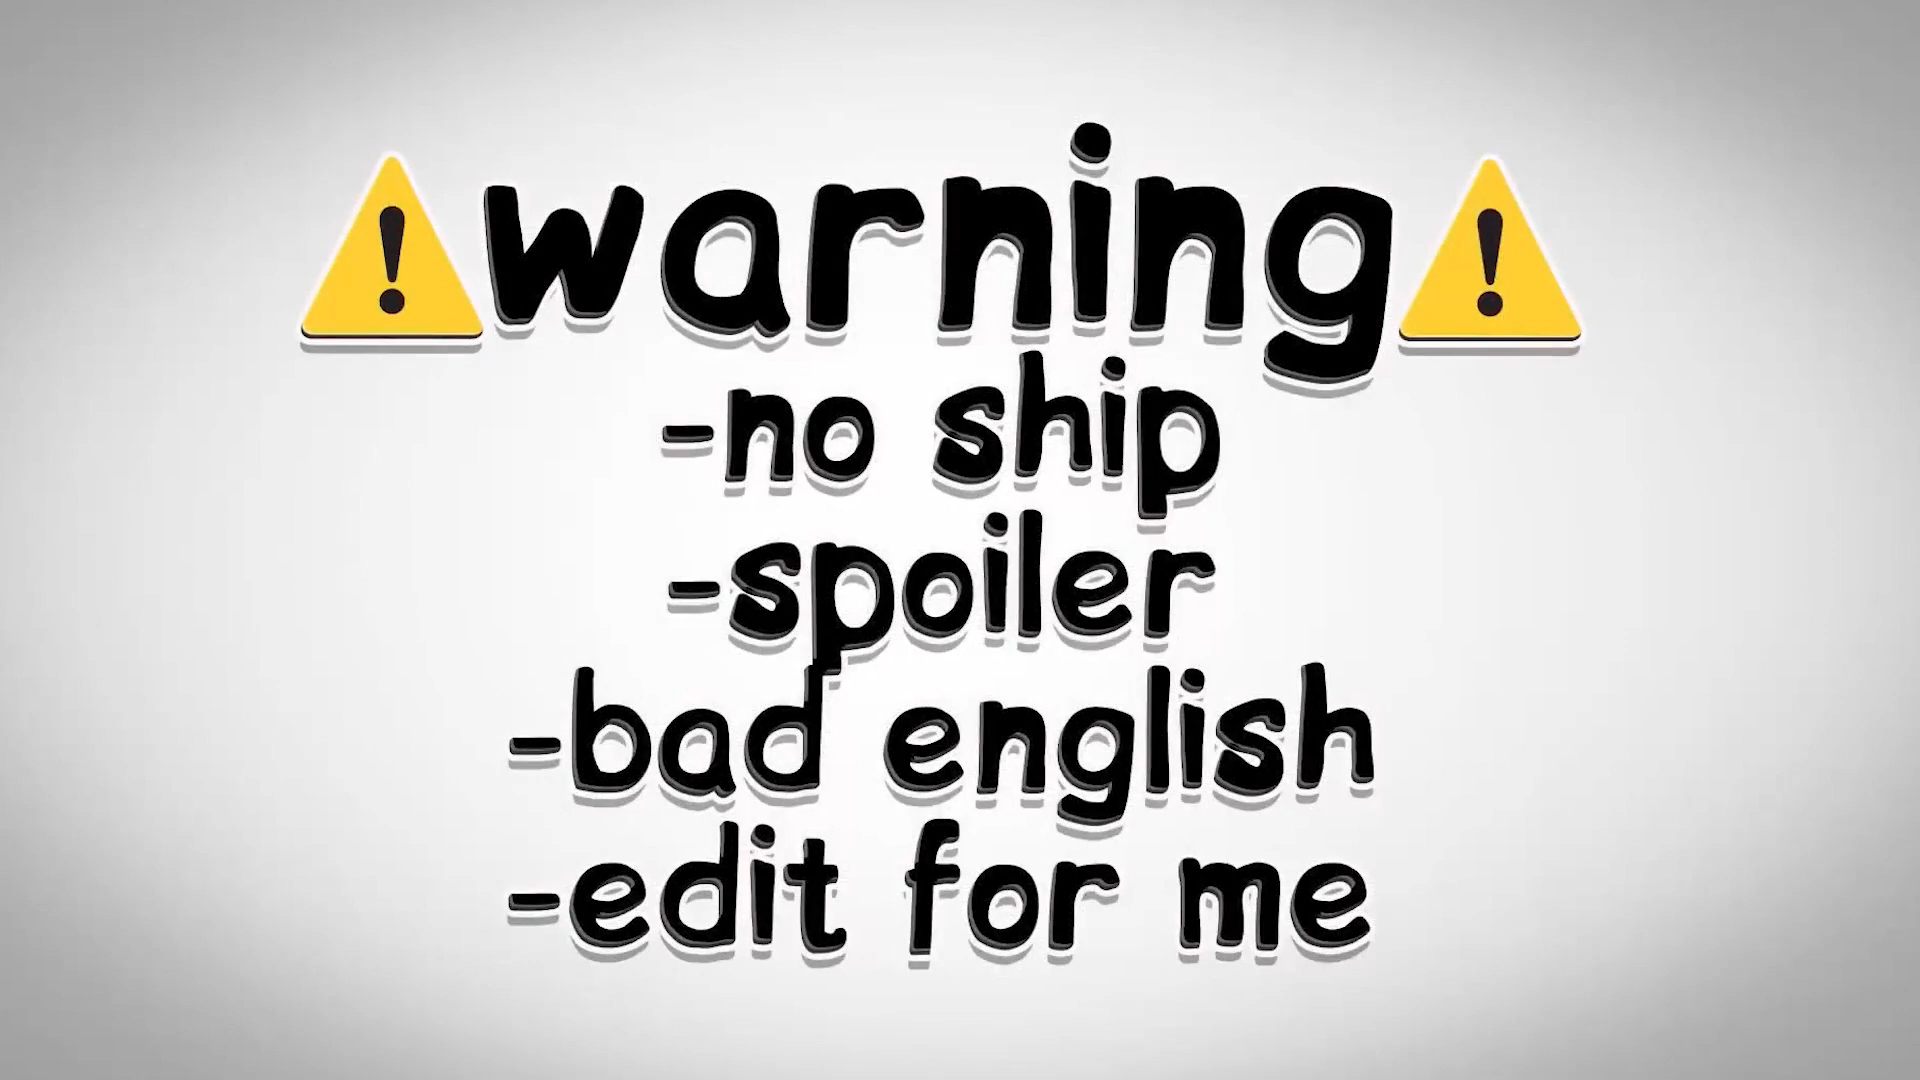 ⚠warning⚠
-no ship
-spoiler
-bad english
-edit for me